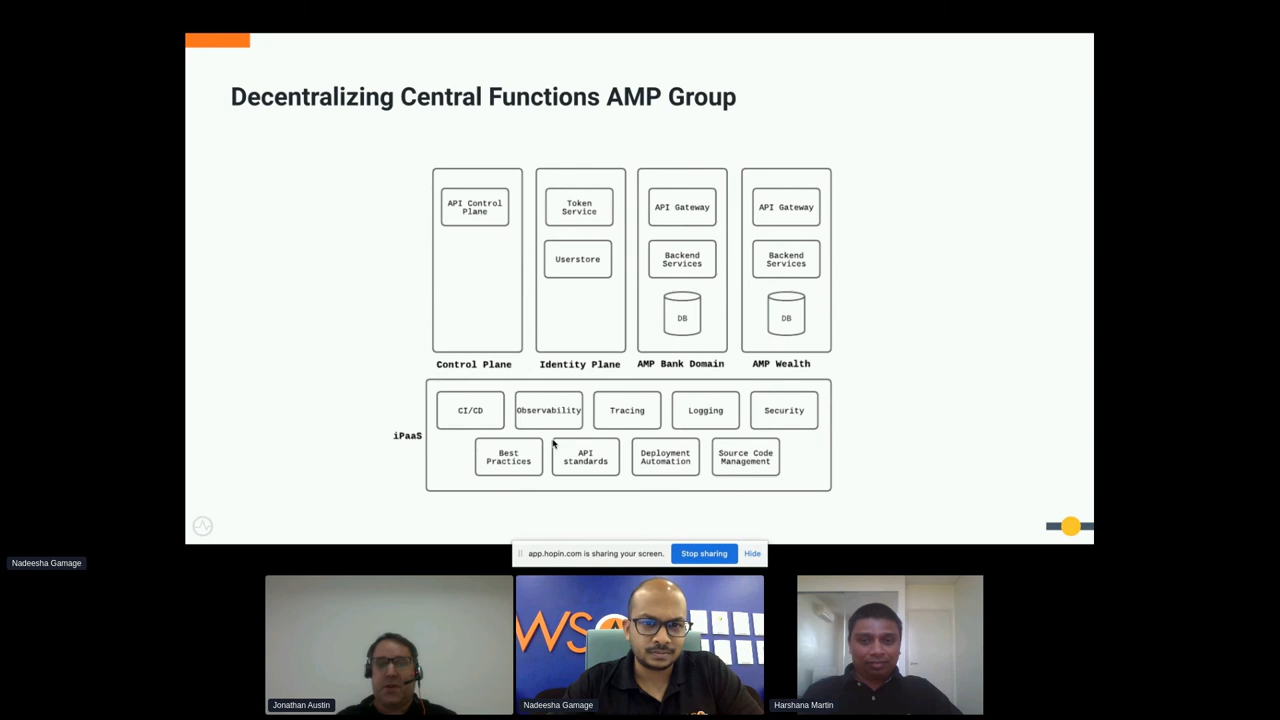 Decentralizing Central Functions AMP Group
API Control
Plane
Token
Service
Userstore
API Gateway
Backend
Services
DB
API Gateway
Backend
Services
DB
Control Plane
Identity Plane
AMP Bank Domain
AMP Wealth
iPaaS
CI/CD
Observability
Tracing
Logging
Security
Best
Practices
API
standards
Deployment
Automation
Source Code
Management
app.hopin.com is sharing your screen.
Stop sharing
Hide
Nadeesha Gamage
WS
Jonathan Austin
Nadeesha Gamage
Harshana Martin